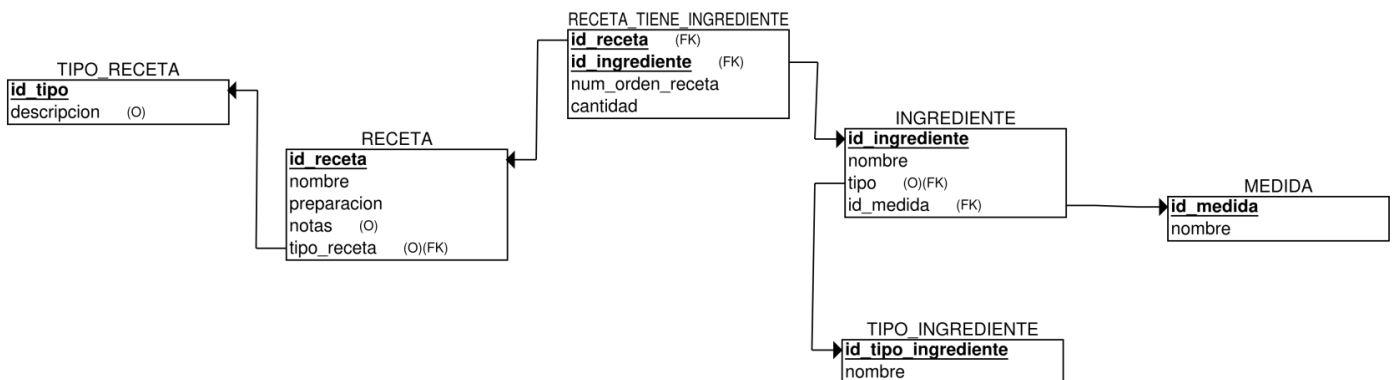 TIPO_RECETA
id_tipo
descripcion (O)
RECETA
id_receta
nombre
preparacion
notas (O)
tipo_receta (O)(FK)
RECETA_TIENE_INGREDIENTE
id_receta (FK)
id_ingrediente (FK)
num_orden_receta
cantidad
INGREDIENTE
id_ingrediente
nombre
tipo (O)(FK)
id_medida (FK)
MEDIDA
id_medida
nombre
TIPO_INGREDIENTE
id_tipo_ingrediente
nombre